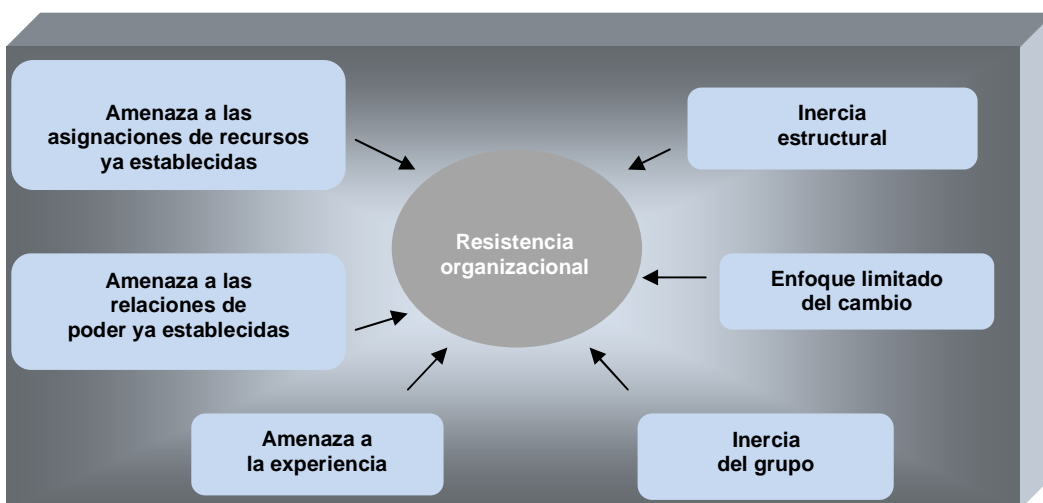 Amenaza a las
asignaciones de recursos
ya establecidas
Inercia
estructural
Resistencia
organizacional
Amenaza a las
relaciones de
poder ya establecidas
Enfoque limitado
del cambio
Amenaza a
la experiencia
Inercia
del grupo